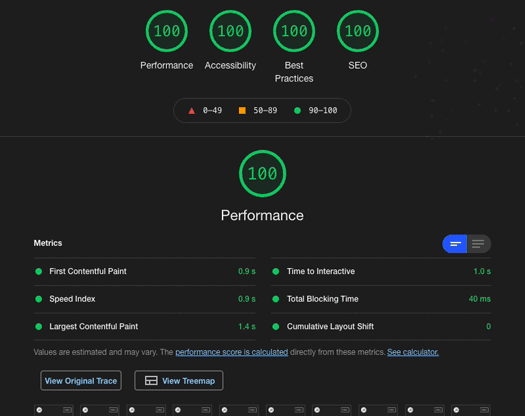 100 100 100 100
Performance Accessibility Best Practices SEO
0–49 50–89 90–100
100
Performance
Metrics
First Contentful Paint 0.9 s
Time to Interactive 1.0 s
Speed Index 0.9 s
Total Blocking Time 40 ms
Largest Contentful Paint 1.4 s
Cumulative Layout Shift 0
Values are estimated and may vary. The performance score is calculated directly from these metrics. See calculator.
View Original Trace View Treemap